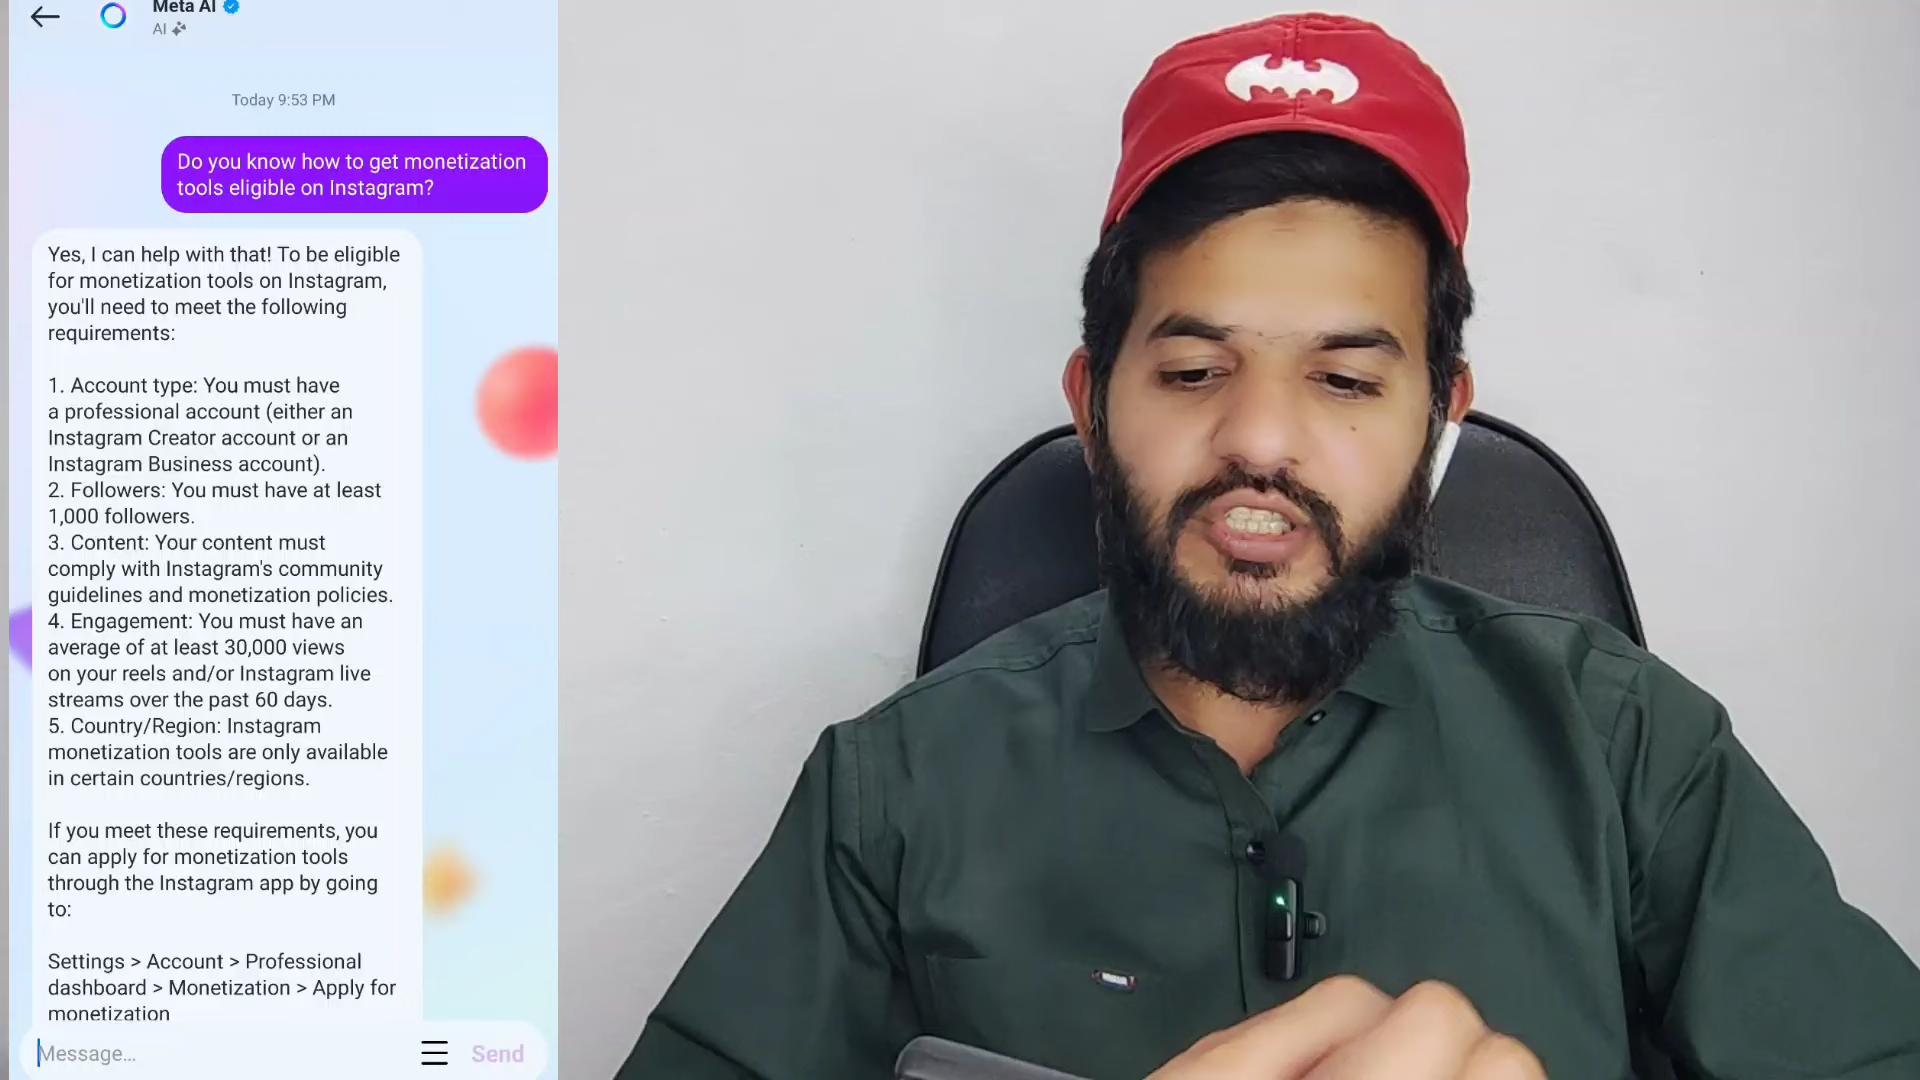 Meta AI
AI
Today 9:53 PM
Do you know how to get monetization
tools eligible on Instagram?
Yes, I can help with that! To be eligible
for monetization tools on Instagram,
you'll need to meet the following
requirements:
1. Account type: You must have
a professional account (either an
Instagram Creator account or an
Instagram Business account).
2. Followers: You must have at least
1,000 followers.
3. Content: Your content must
comply with Instagram's community
guidelines and monetization policies.
4. Engagement: You must have an
average of at least 30,000 views
on your reels and/or Instagram live
streams over the past 60 days.
5. Country/Region: Instagram
monetization tools are only available
in certain countries/regions.
If you meet these requirements, you
can apply for monetization tools
through the Instagram app by going
to:
Settings > Account > Professional
dashboard > Monetization > Apply for
monetization
Message...
Send